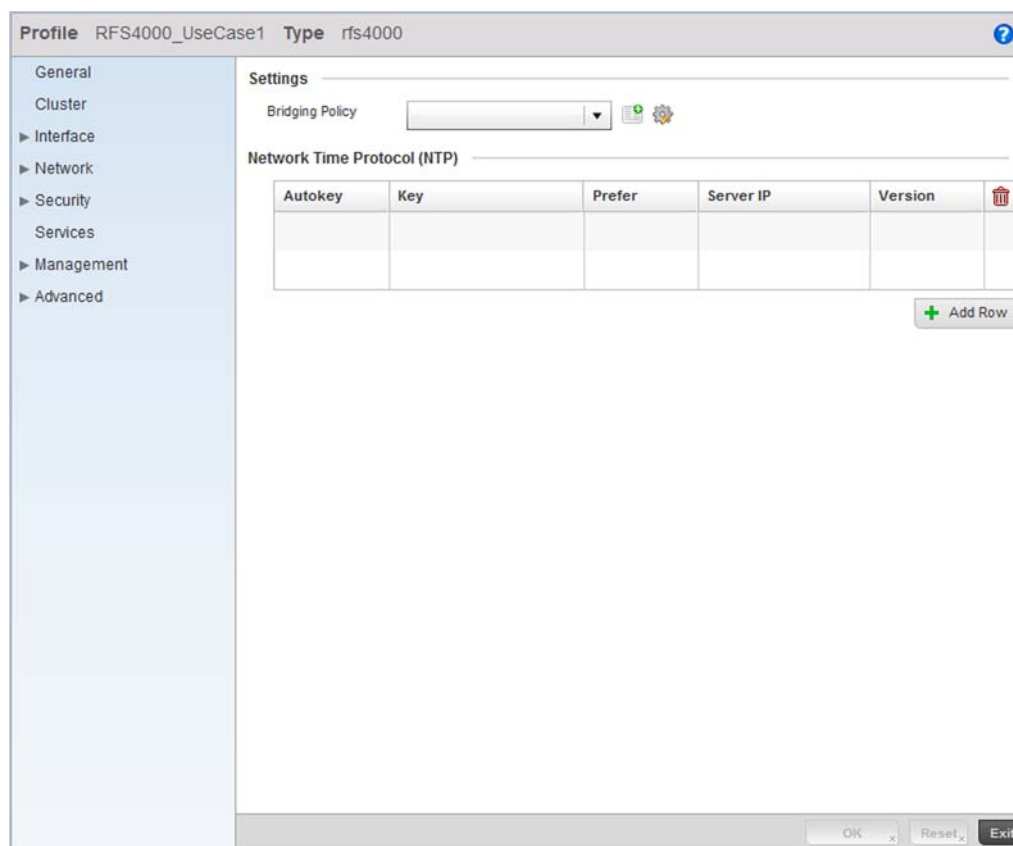 Profile RFS4000_UseCase1 Type rfs4000 ?
General
Cluster
Interface
Network
Security
Services
Management
Advanced
Settings
Bridging Policy
Network Time Protocol (NTP)
Autokey Key Prefer Server IP Version
Add Row
OK Reset Exit